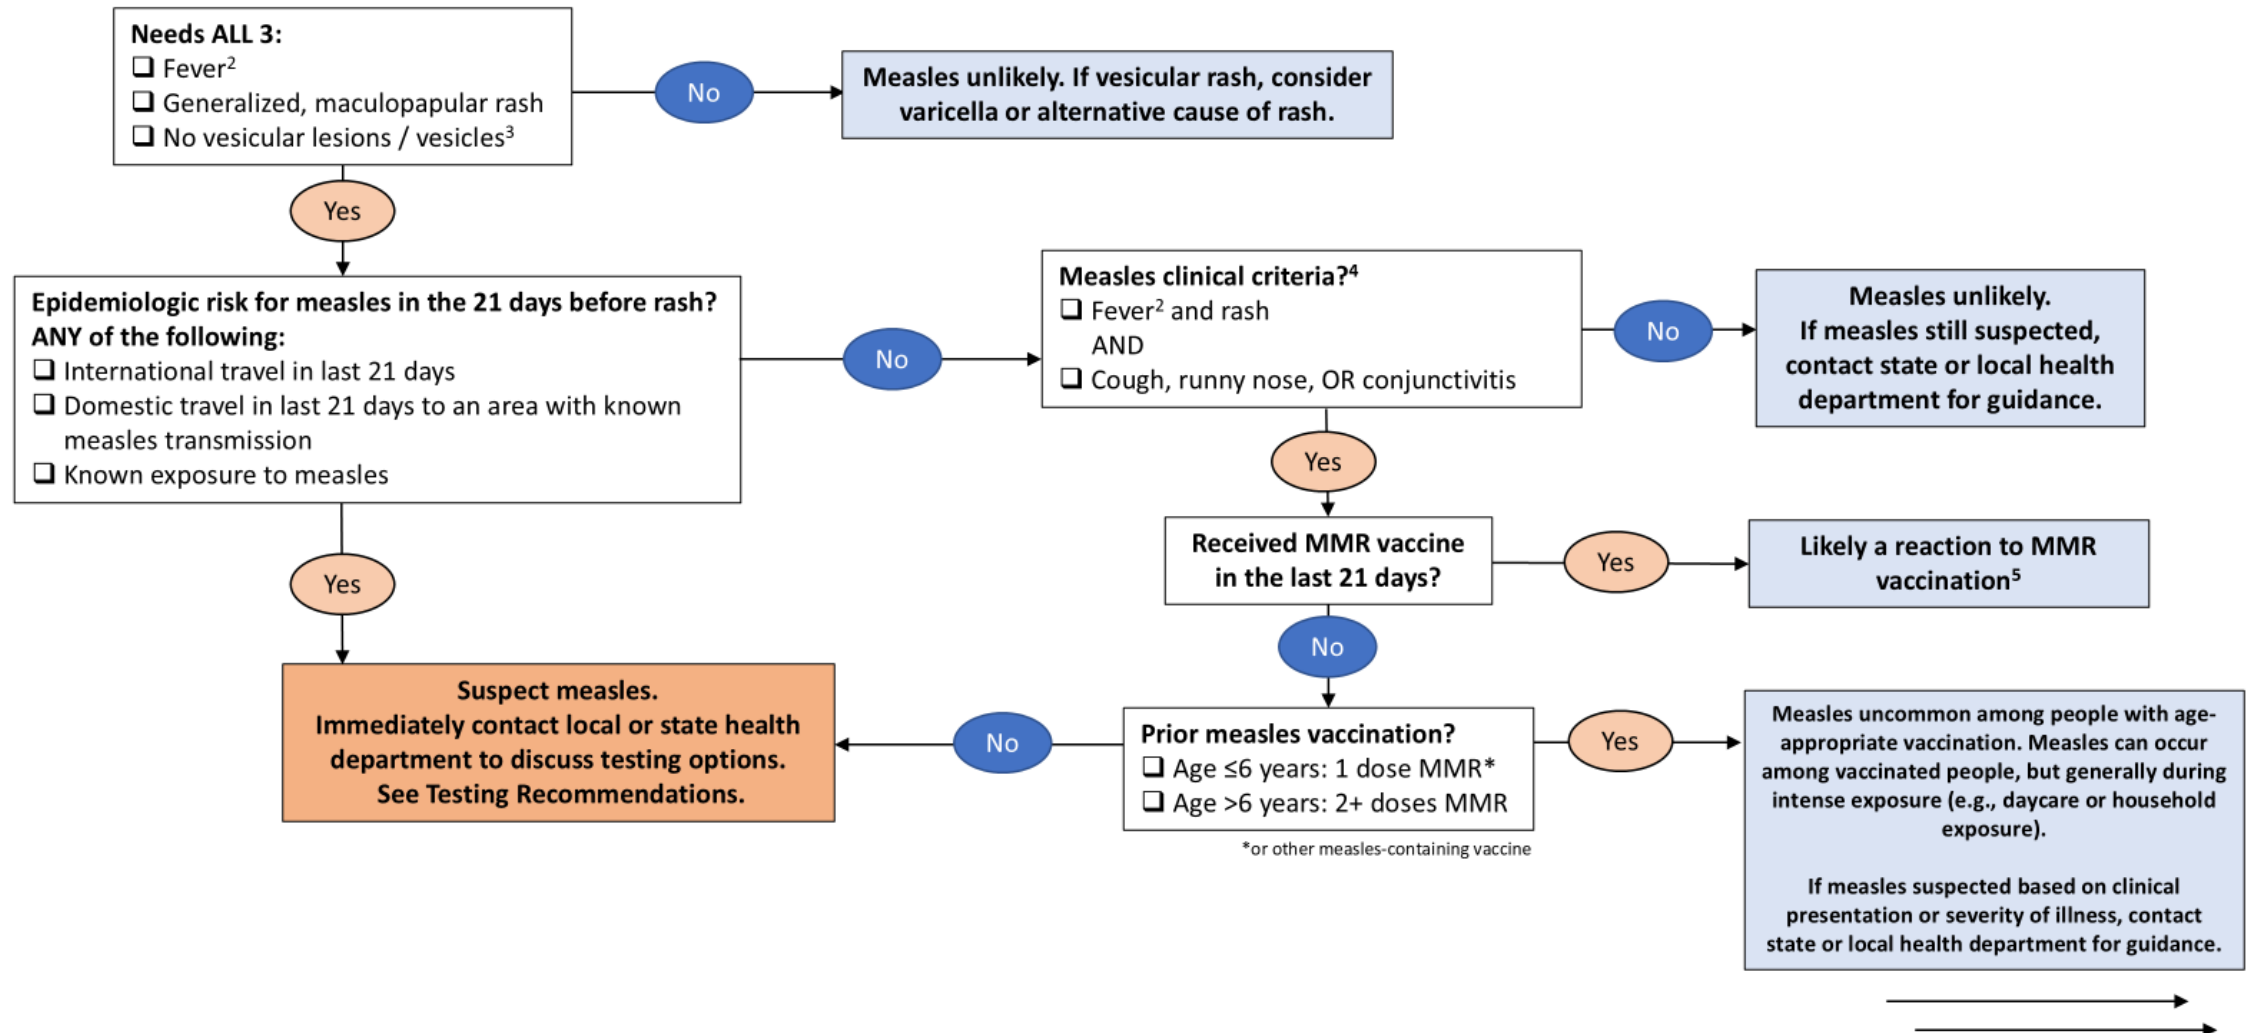 Needs ALL 3:
❑ Fever²
❑ Generalized, maculopapular rash
❑ No vesicular lesions / vesicles³
No
Measles unlikely. If vesicular rash, consider
varicella or alternative cause of rash.
Yes
Epidemiologic risk for measles in the 21 days before rash?
ANY of the following:
❑ International travel in last 21 days
❑ Domestic travel in last 21 days to an area with known
measles transmission
❑ Known exposure to measles
No
Measles clinical criteria?⁴
❑ Fever² and rash
AND
❑ Cough, runny nose, OR conjunctivitis
No
Measles unlikely.
If measles still suspected,
contact state or local health
department for guidance.
Yes
Received MMR vaccine
in the last 21 days?
Yes
Likely a reaction to MMR
vaccination⁵
Yes
No
Suspect measles.
Immediately contact local or state health
department to discuss testing options.
See Testing Recommendations.
No
Prior measles vaccination?
❑ Age ≤6 years: 1 dose MMR*
❑ Age >6 years: 2+ doses MMR
*or other measles-containing vaccine
Yes
Measles uncommon among people with age-
appropriate vaccination. Measles can occur
among vaccinated people, but generally during
intense exposure (e.g., daycare or household
exposure).
If measles suspected based on clinical
presentation or severity of illness, contact
state or local health department for guidance.